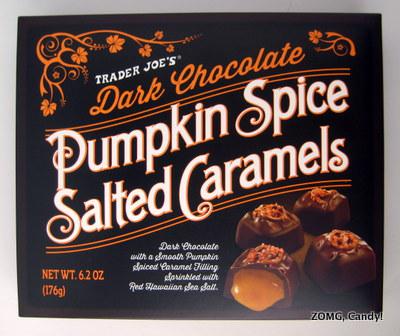 TRADER JOE'S®
Dark Chocolate
Pumpkin Spice
Salted Caramels
Dark Chocolate
with a Smooth Pumpkin
Spiced Caramel Filling
Sprinkled with
Red Hawaiian Sea Salt.
NET WT. 6.2 OZ
(176g)
ZOMG, Candy!